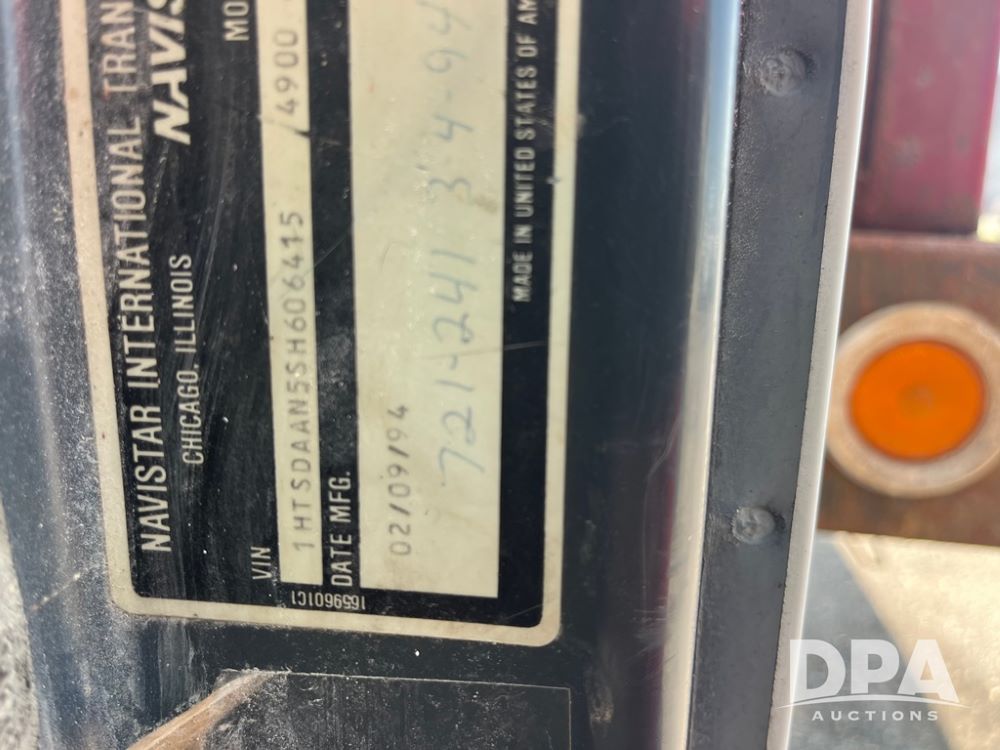 NAVISTAR INTERNATIONAL TRAN
CHICAGO, ILLINOIS NAVIS
VIN MO
1HTSDAAN5SH606415 4900
DATE MFG.
02/09/94
721-241 3 4-94
MADE IN UNITED STATES OF AM
1659601C1
DPA
AUCTIONS